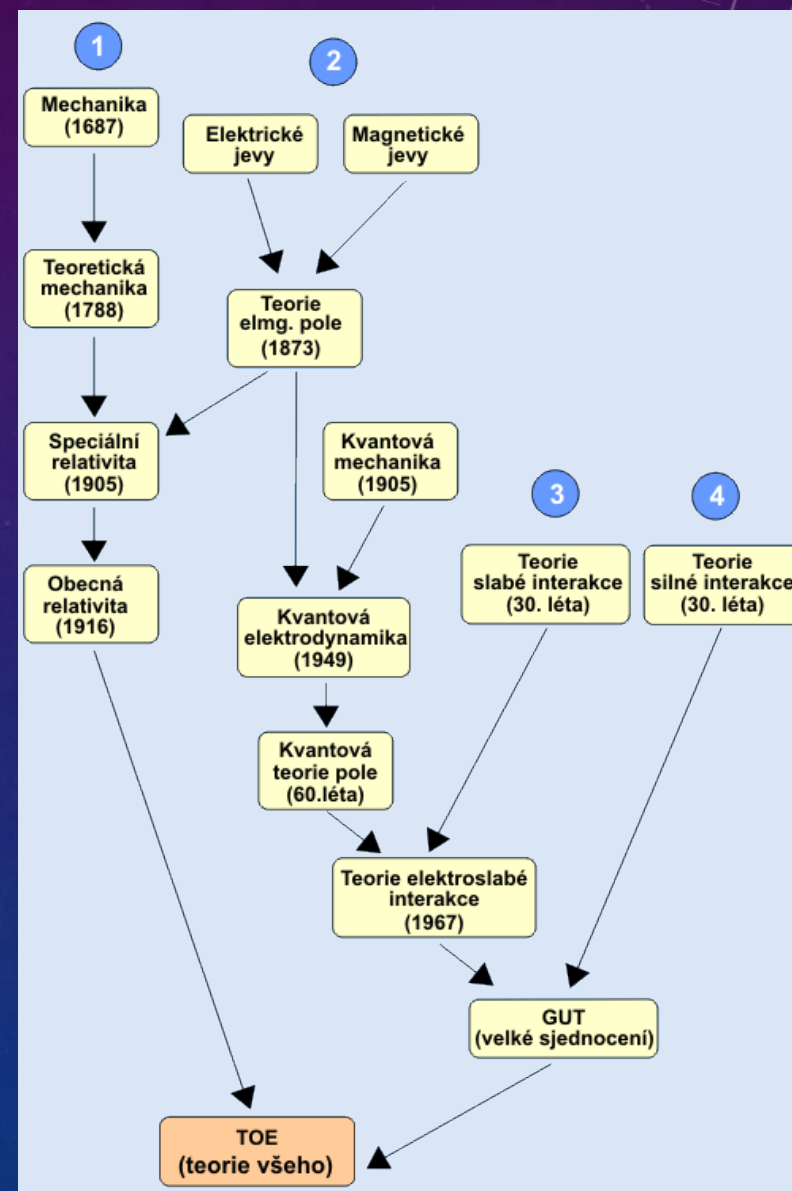 1
2
Mechanika
(1687)
Elektrické
jevy
Magnetické
jevy
Teoretická
mechanika
(1788)
Teorie
elmg. pole
(1873)
Speciální
relativita
(1905)
Kvantová
mechanika
(1905)
3
4
Obecná
relativita
(1916)
Teorie
slabé interakce
(30. léta)
Teorie
silné interakce
(30. léta)
Kvantová
elektrodynamika
(1949)
Kvantová
teorie pole
(60.léta)
Teorie elektroslabé
interakce
(1967)
GUT
(velké sjednocení)
TOE
(teorie všeho)